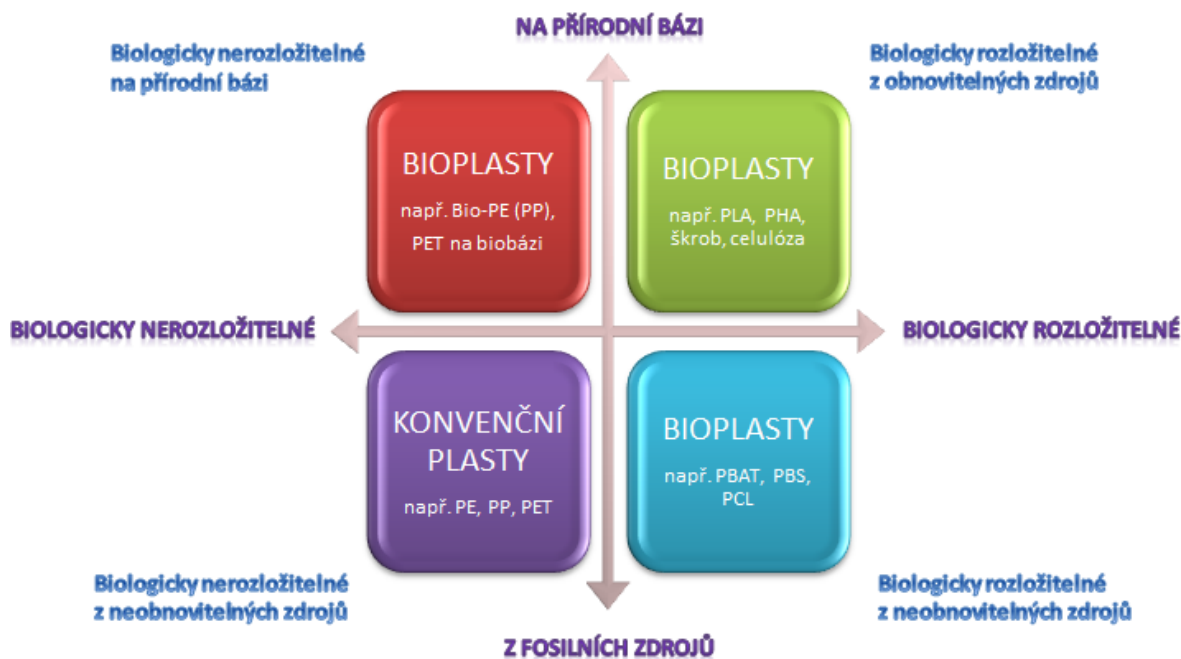 NA PŘÍRODNÍ BÁZI
Biologicky nerozložitelné
na přírodní bázi
Biologicky rozložitelné
z obnovitelných zdrojů
BIOPLASTY
např. Bio-PE (PP),
PET na biobázi
BIOPLASTY
např. PLA, PHA,
škrob, celulóza
BIOLOGICKY NEROZLOŽITELNÉ
BIOLOGICKY ROZLOŽITELNÉ
KONVENČNÍ
PLASTY
např. PE, PP, PET
BIOPLASTY
např. PBAT, PBS,
PCL
Biologicky nerozložitelné
z neobnovitelných zdrojů
Biologicky rozložitelné
z neobnovitelných zdrojů
Z FOSILNÍCH ZDROJŮ